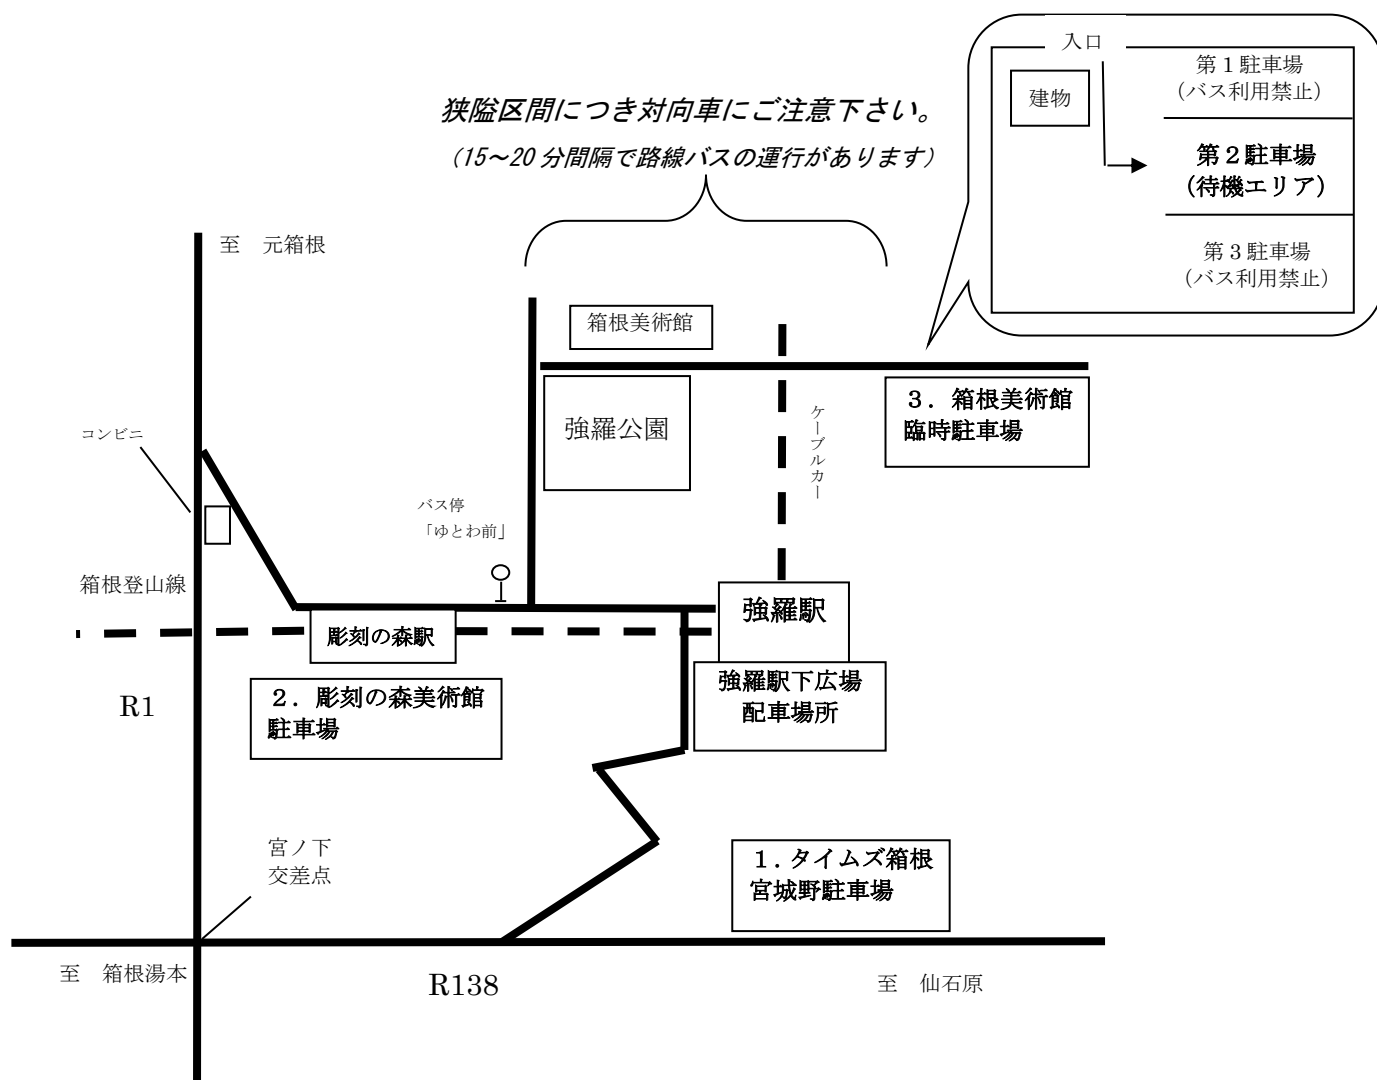 入口
第１駐車場
（バス利用禁止）
建物
第２駐車場
（待機エリア）
第３駐車場
（バス利用禁止）
狭隘区間につき対向車にご注意下さい。
（15～20 分間隔で路線バスの運行があります）
至　元箱根
箱根美術館
強羅公園
ケーブルカー
３．箱根美術館
臨時駐車場
コンビニ
バス停
「ゆとわ前」
箱根登山線
彫刻の森駅
強羅駅
強羅駅下広場
配車場所
R1
２．彫刻の森美術館
駐車場
宮ノ下
交差点
１．タイムズ箱根
宮城野駐車場
至　箱根湯本
R138
至　仙石原